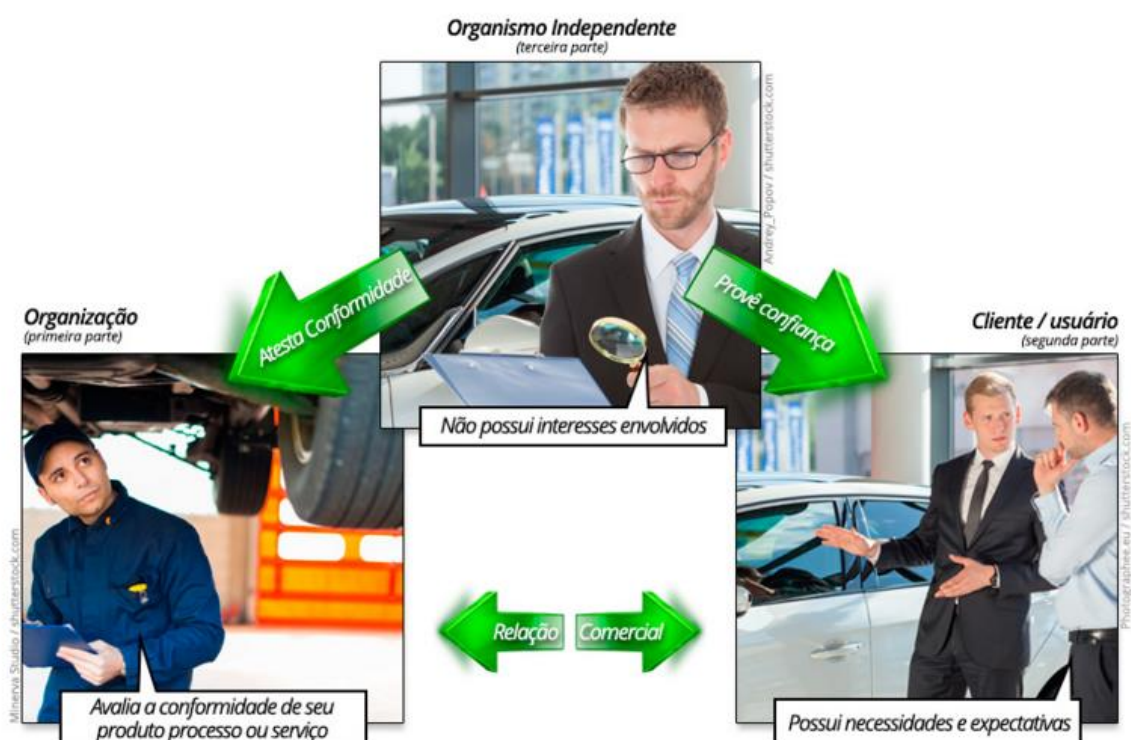 Organismo Independente
(terceira parte)
Andrey_Popov / shutterstock.com
Atesta Conformidade
Provê confiança
Organização
(primeira parte)
Cliente / usuário
(segunda parte)
Não possui interesses envolvidos
Minerva Studio / shutterstock.com
Relação
Comercial
Photographee.eu / shutterstock.com
Avalia a conformidade de seu
produto processo ou serviço
Possui necessidades e expectativas